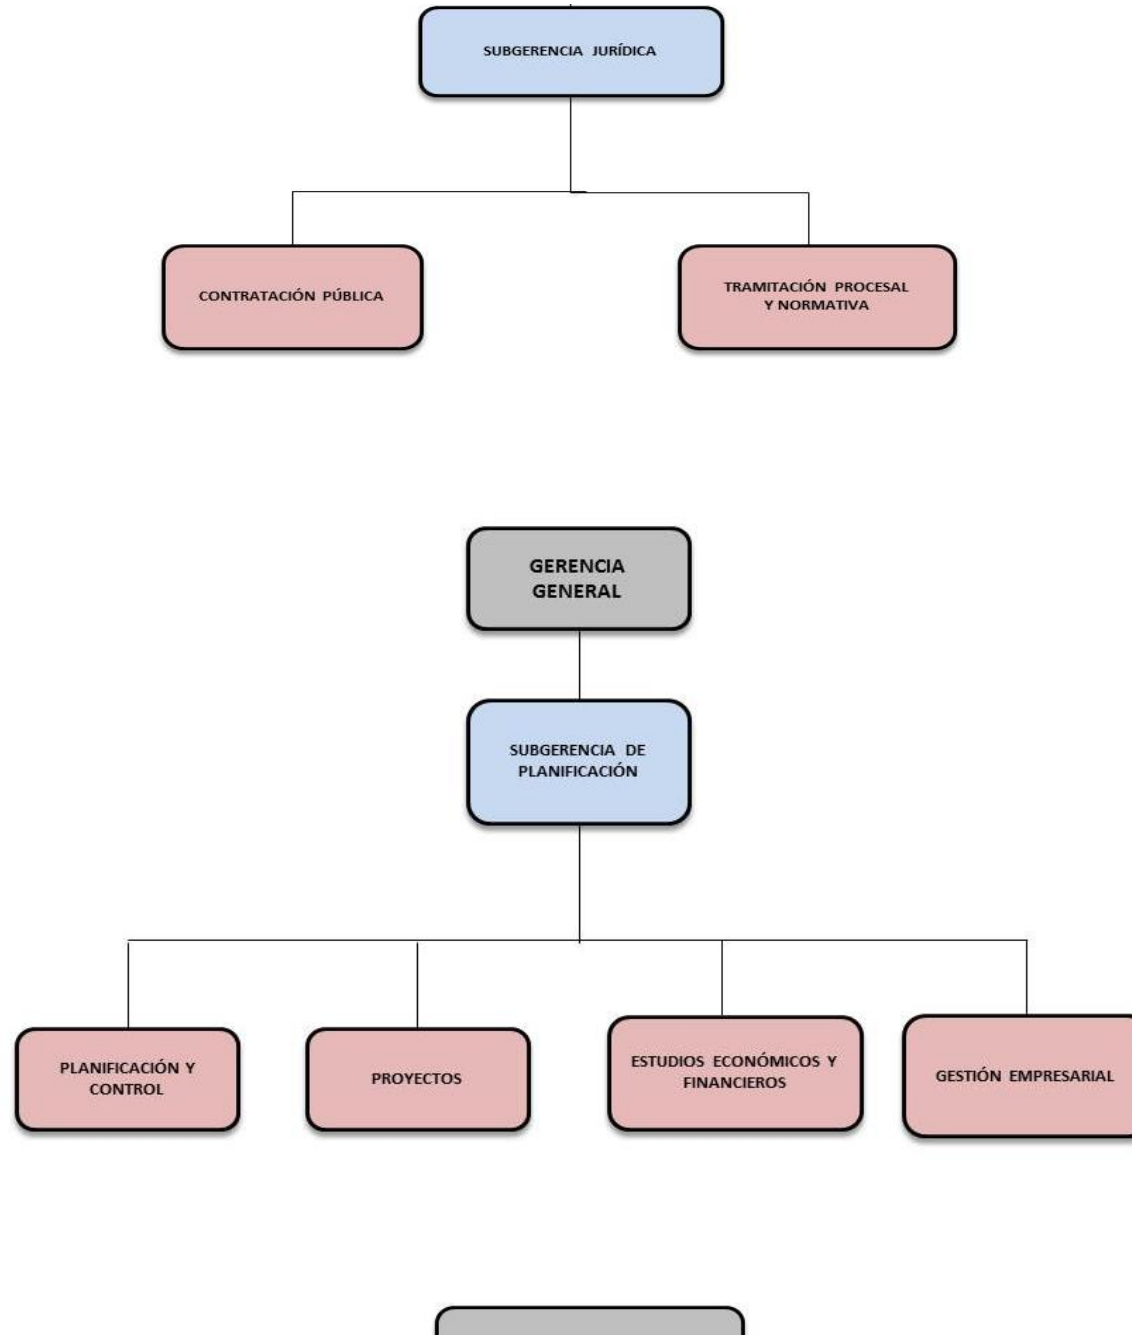 SUBGERENCIA JURÍDICA
CONTRATACIÓN PÚBLICA
TRAMITACIÓN PROCESAL
Y NORMATIVA
GERENCIA
GENERAL
SUBGERENCIA DE
PLANIFICACIÓN
PLANIFICACIÓN Y
CONTROL
PROYECTOS
ESTUDIOS ECONÓMICOS Y
FINANCIEROS
GESTIÓN EMPRESARIAL